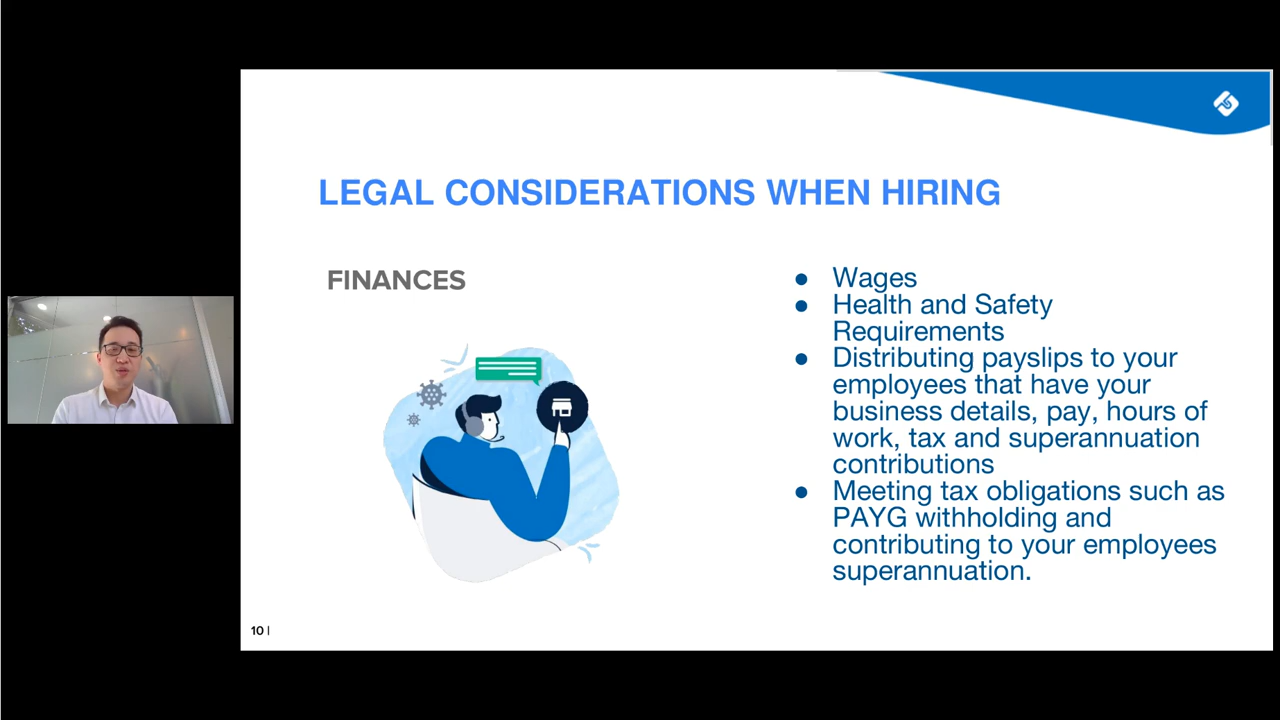 LEGAL CONSIDERATIONS WHEN HIRING
FINANCES
● Wages
● Health and Safety
Requirements
● Distributing payslips to your
employees that have your
business details, pay, hours of
work, tax and superannuation
contributions
● Meeting tax obligations such as
PAYG withholding and
contributing to your employees
superannuation.
10 |